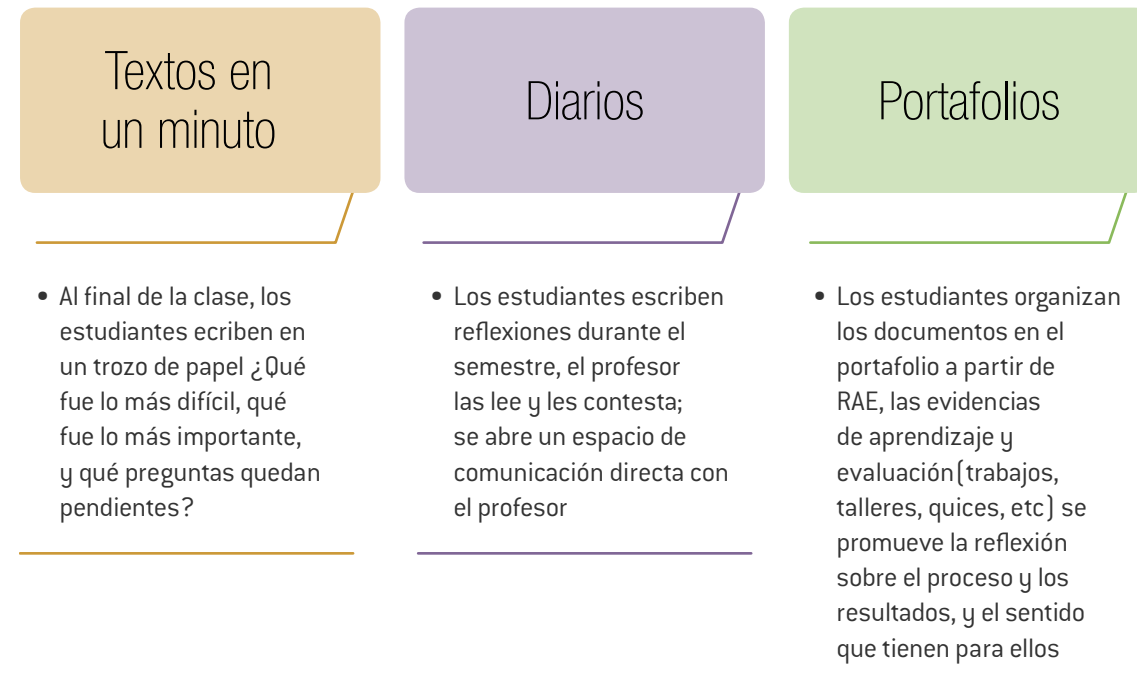 Textos en
un minuto
• Al final de la clase, los
estudiantes ecriben en
un trozo de papel ¿Qué
fue lo más difícil, qué
fue lo más importante,
y qué preguntas quedan
pendientes?
Diarios
• Los estudiantes escriben
reflexiones durante el
semestre, el profesor
las lee y les contesta;
se abre un espacio de
comunicación directa con
el profesor
Portafolios
• Los estudiantes organizan
los documentos en el
portafolio a partir de
RAE, las evidencias
de aprendizaje y
evaluación(trabajos,
talleres, quices, etc) se
promueve la reflexión
sobre el proceso y los
resultados, y el sentido
que tienen para ellos